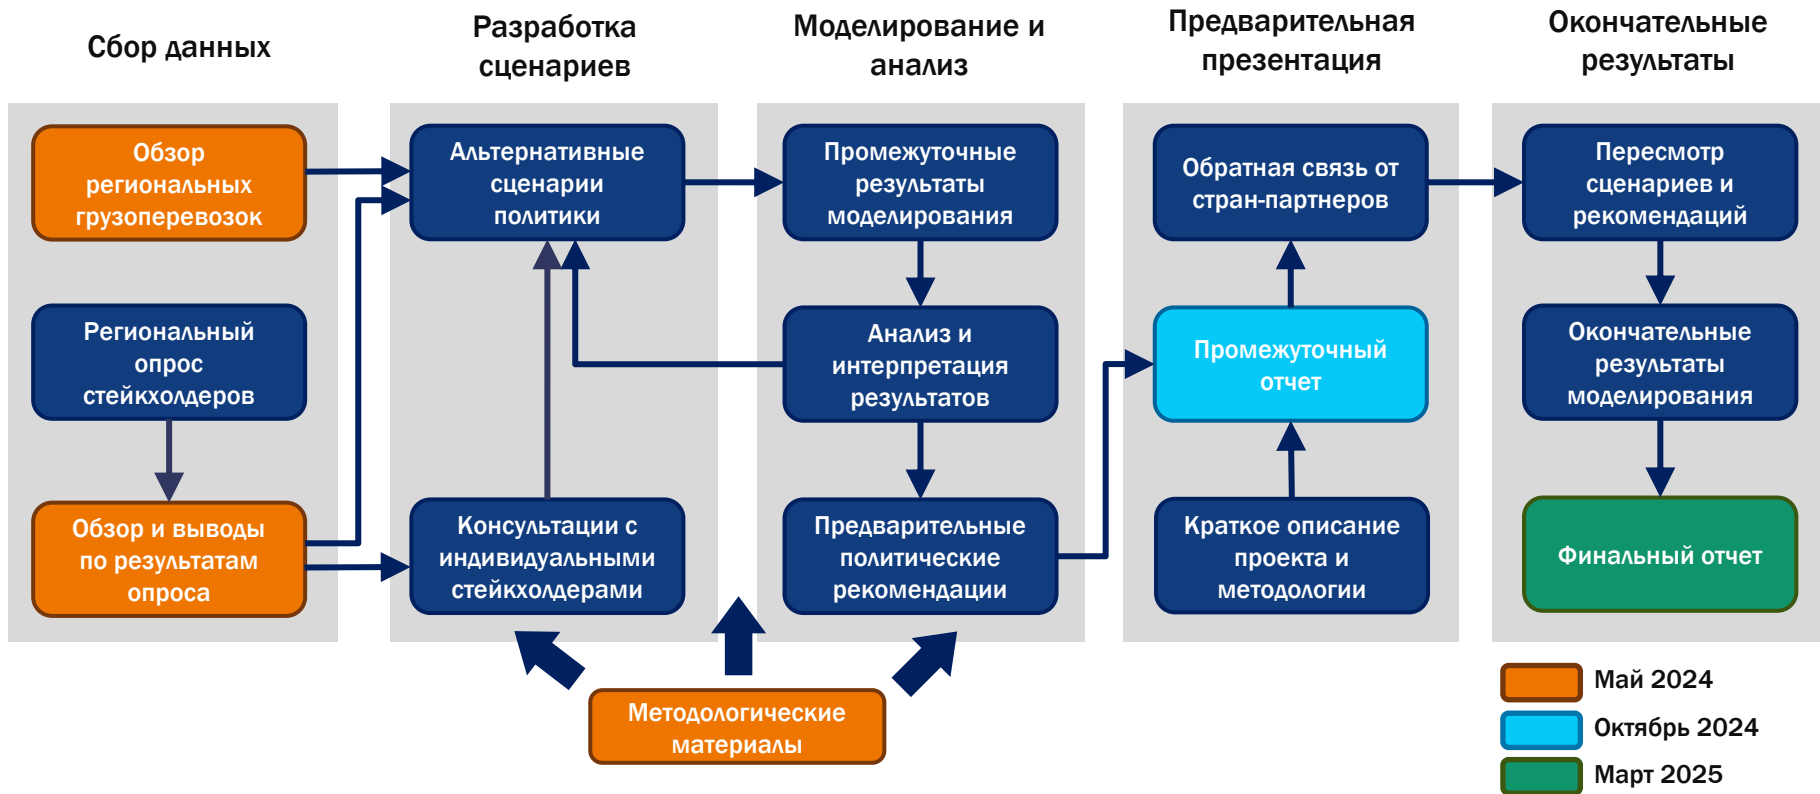 Сбор данных
Разработка
сценариев
Моделирование и
анализ
Предварительная
презентация
Окончательные
результаты
Обзор
региональных
грузоперевозок
Региональный
опрос
стейкхолдеров
Обзор и выводы
по результатам
опроса
Альтернативные
сценарии
политики
Консультации с
индивидуальными
стейкхолдерами
Промежуточные
результаты
моделирования
Анализ и
интерпретация
результатов
Предварительные
политические
рекомендации
Обратная связь от
стран-партнеров
Промежуточный
отчет
Краткое описание
проекта и
методологии
Пересмотр
сценариев и
рекомендаций
Окончательные
результаты
моделирования
Финальный отчет
Методологические
материалы
Май 2024
Октябрь 2024
Март 2025